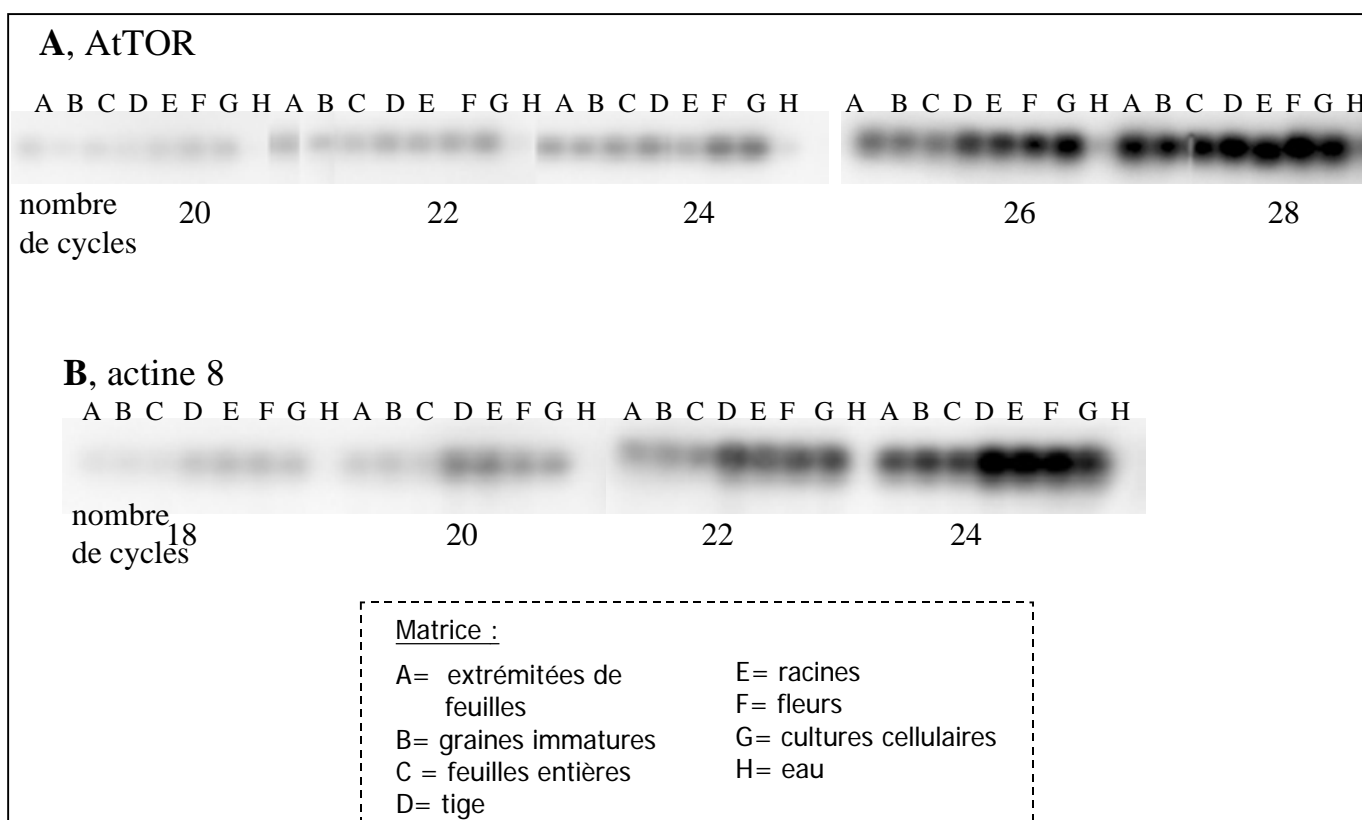 A, AtTOR
A B C D E F G H A B C D E F G H A B C D E F G H A B C D E F G H A B C D E F G H
nombre
de cycles
20 22 24 26 28
B, actine 8
A B C D E F G H A B C D E F G H A B C D E F G H A B C D E F G H
nombre
de cycles
18 20 22 24
Matrice :
A= extrémitées de
feuilles
B= graines immatures
C = feuilles entières
D= tige
E= racines
F= fleurs
G= cultures cellulaires
H= eau